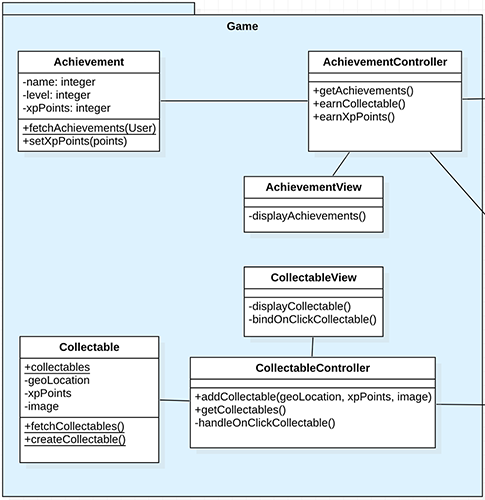 Game
Achievement
-name: integer
-level: integer
-xpPoints: integer
+fetchAchievements(User)
+setXpPoints(points)
AchievementController
+getAchievements()
+earnCollectable()
+earnXpPoints()
AchievementView
-displayAchievements()
CollectableView
-displayCollectable()
-bindOnClickCollectable()
Collectable
+collectables
-geoLocation
-xpPoints
-image
+fetchCollectables()
+createCollectable()
CollectableController
+addCollectable(geoLocation, xpPoints, image)
+getCollectables()
-handleOnClickCollectable()